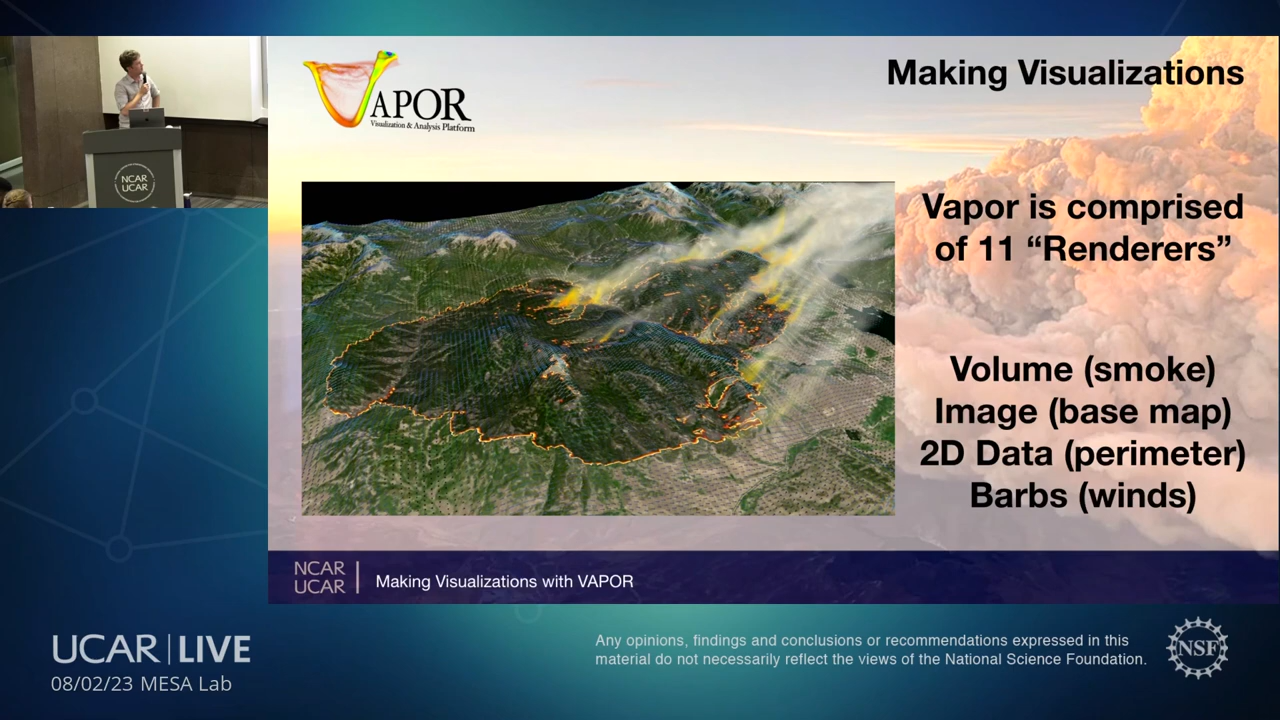 NCAR
UCAR
VAPOR
Visualization & Analysis Platform
Making Visualizations
Vapor is comprised
of 11 “Renderers”
Volume (smoke)
Image (base map)
2D Data (perimeter)
Barbs (winds)
NCAR
UCAR
Making Visualizations with VAPOR
UCAR | LIVE
08/02/23 MESA Lab
Any opinions, findings and conclusions or recommendations expressed in this
material do not necessarily reflect the views of the National Science Foundation.
NSF